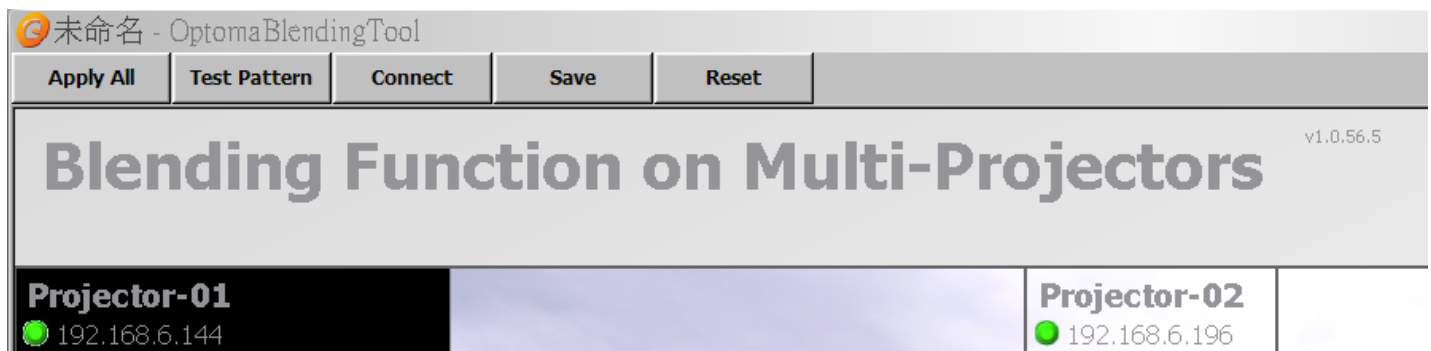 未命名 - OptomaBlendingTool
Apply All Test Pattern Connect Save Reset
Blending Function on Multi-Projectors v1.0.56.5
Projector-01 Projector-02
192.168.6.144 192.168.6.196